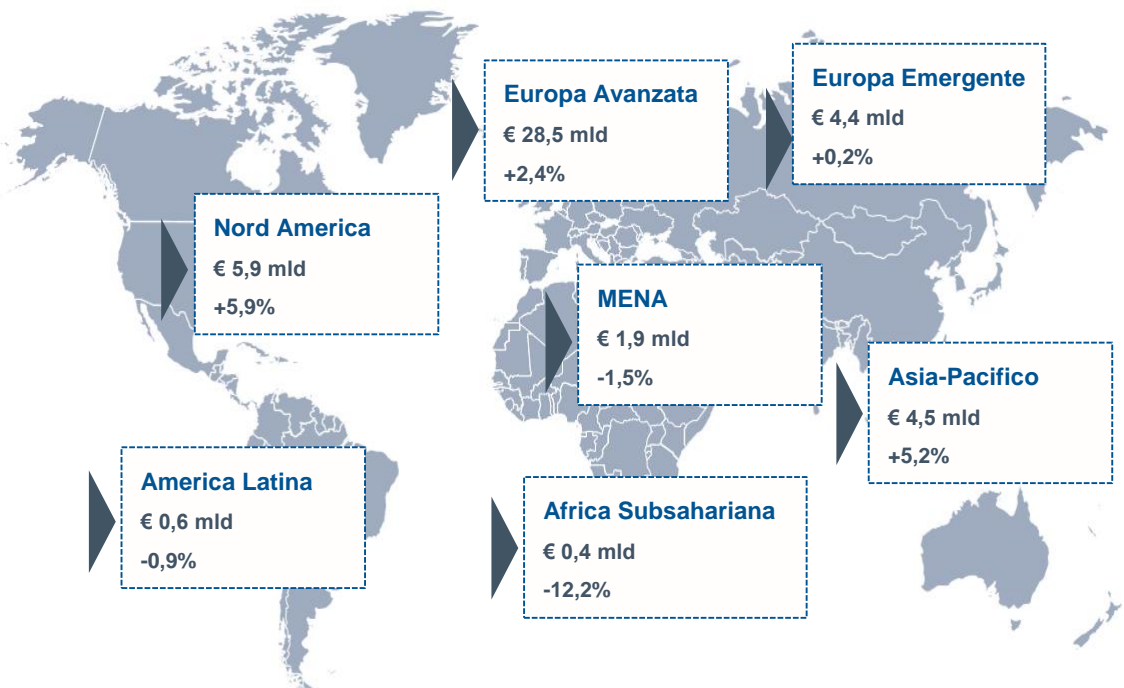 Europa Avanzata
€ 28,5 mld
+2,4%
Europa Emergente
€ 4,4 mld
+0,2%
Nord America
€ 5,9 mld
+5,9%
MENA
€ 1,9 mld
-1,5%
Asia-Pacifico
€ 4,5 mld
+5,2%
America Latina
€ 0,6 mld
-0,9%
Africa Subsahariana
€ 0,4 mld
-12,2%